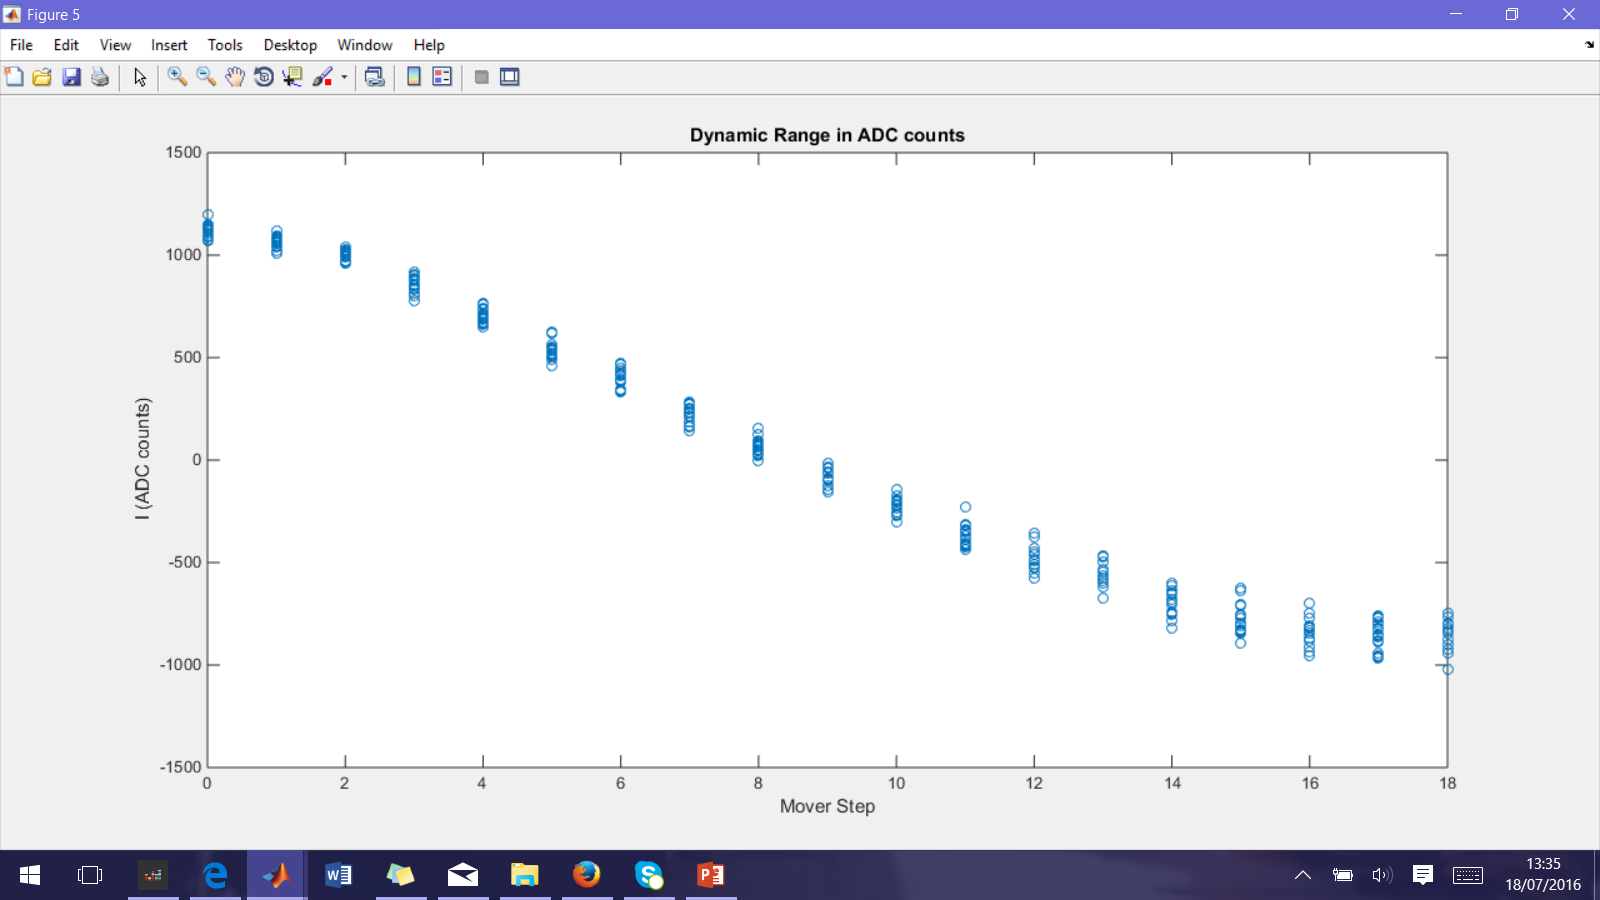 Figure 5
File Edit View Insert Tools Desktop Window Help
Dynamic Range in ADC counts
1500
1000
500
0
-500
-1000
-1500
I (ADC counts)
0 2 4 6 8 10 12 14 16 18
Mover Step
13:35
18/07/2016